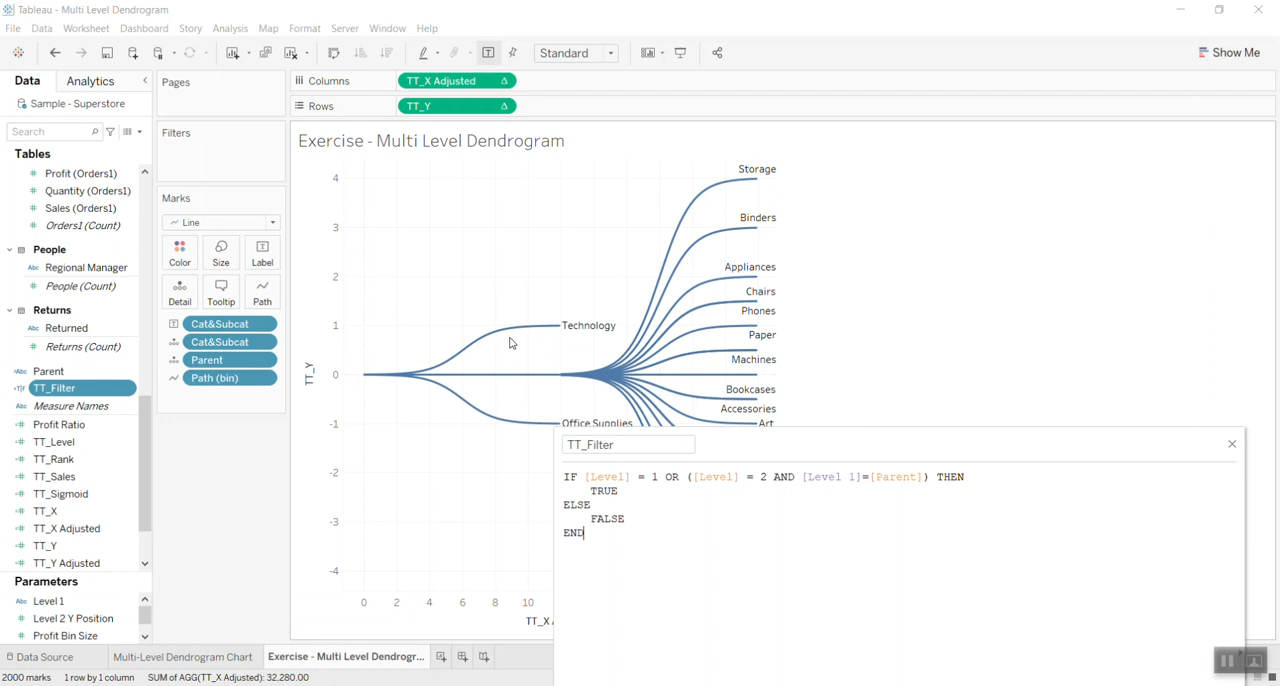 Tableau - Multi Level Dendrogram
File Data Worksheet Dashboard Story Analysis Map Format Server Window Help
Standard
Show Me
Data Analytics
Pages
Columns TT_X Adjusted
Sample - Superstore
Rows TT_Y
Search
Filters
Exercise - Multi Level Dendrogram
Tables
Profit (Orders1)
Quantity (Orders1)
Sales (Orders1)
Orders1 (Count)
People
Abc Regional Manager
People (Count)
Returns
Abc Returned
Returns (Count)
Abc Parent
T|F TT_Filter
Abc Measure Names
Profit Ratio
TT_Level
TT_Rank
TT_Sales
TT_Sigmoid
TT_X
TT_X Adjusted
TT_Y
TT_Y Adjusted
Parameters
Abc Level 1
Level 2 Y Position
Profit Bin Size
Marks
Line
Color Size Label
Detail Tooltip Path
Cat&Subcat
Cat&Subcat
Parent
Path (bin)
TT_Y
4
3
2
1
0
-1
-2
-3
-4
0 2 4 6 8 10
TT_X A
Storage
Binders
Appliances
Chairs
Phones
Paper
Machines
Bookcases
Accessories
Art
Technology
Office Supplies
TT_Filter
IF [Level] = 1 OR ([Level] = 2 AND [Level 1]=[Parent]) THEN
TRUE
ELSE
FALSE
END
Data Source Multi-Level Dendrogram Chart Exercise - Multi Level Dendrogr...
2000 marks 1 row by 1 column SUM of AGG(TT_X Adjusted): 32,280.00